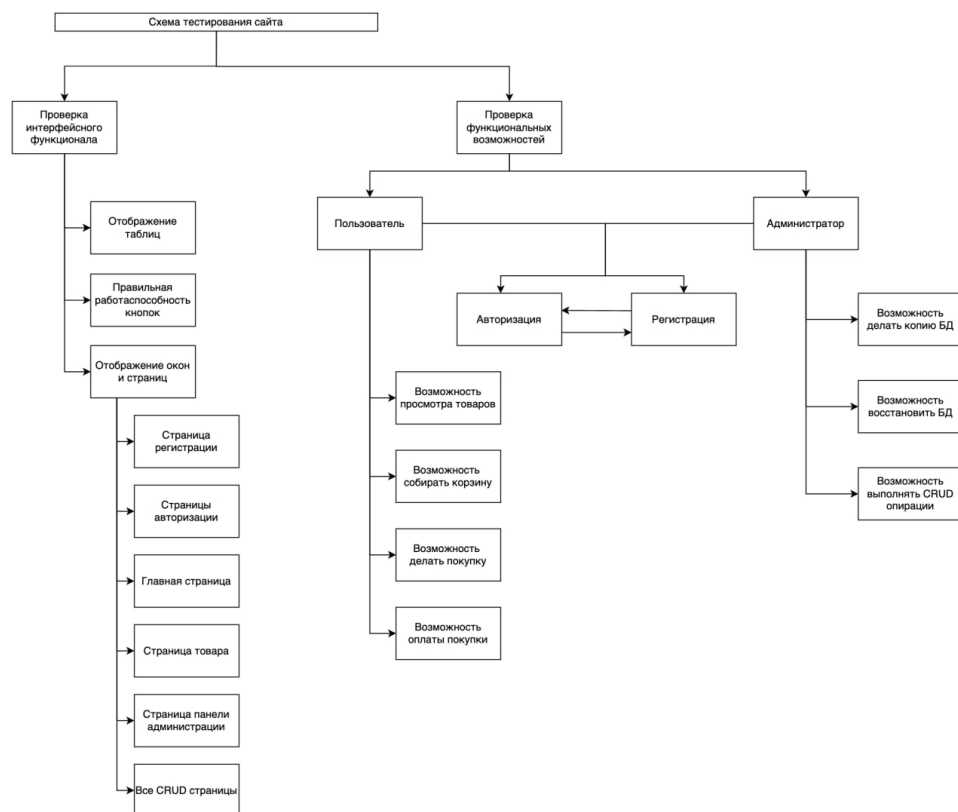 Схема тестирования сайта
Проверка
интерфейсного
функционала
Проверка
функциональных
возможностей
Отображение
таблиц
Пользователь
Администратор
Правильная
работаспособность
кнопок
Авторизация
Регистрация
Возможность
делать копию БД
Отображение окон
и страниц
Возможность
просмотра товаров
Возможность
восстановить БД
Страница
регистрации
Возможность
собирать корзину
Возможность
выполнять CRUD
опирации
Страницы
авторизации
Возможность
делать покупку
Главная страница
Возможность
оплаты покупки
Страница товара
Страница панели
администрации
Все CRUD страницы